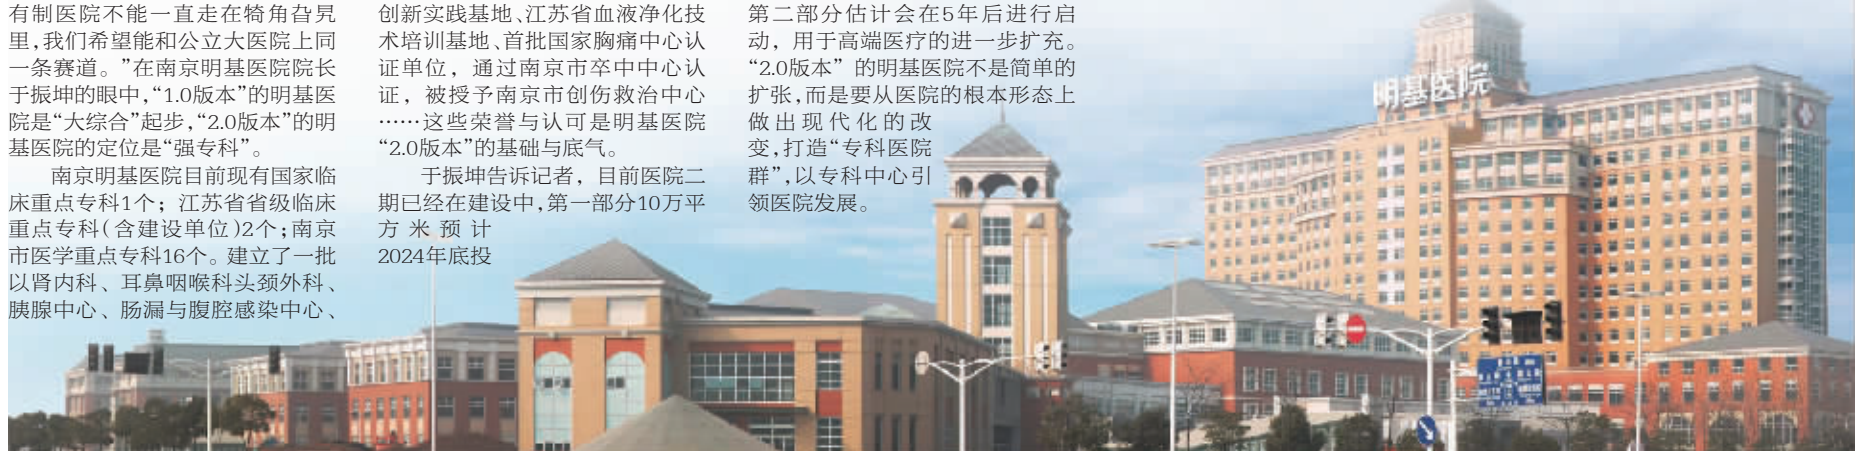 有制医院不能一直走在犄角旮旯
里,我们希望能和公立大医院上同
一条赛道。”在南京明基医院院长
于振坤的眼中,“1.0版本”的明基医
院是“大综合”起步,“2.0版本”的明
基医院的定位是“强专科”。
南京明基医院目前现有国家临
床重点专科1个；江苏省省级临床
重点专科(含建设单位)2个;南京
市医学重点专科16个。建立了一批
以肾内科、耳鼻咽喉科头颈外科、
胰腺中心、肠漏与腹腔感染中心、
创新实践基地、江苏省血液净化技
术培训基地、首批国家胸痛中心认
证单位，通过南京市卒中中心认
证，被授予南京市创伤救治中心
……这些荣誉与认可是明基医院
“2.0版本”的基础与底气。
于振坤告诉记者，目前医院二
期已经在建设中,第一部分10万平
方米预计
2024年底投
第二部分估计会在5年后进行启
动，用于高端医疗的进一步扩充。
“2.0版本”的明基医院不是简单的
扩张,而是要从医院的根本形态上
做出现代化的改
变,打造“专科医院
群”,以专科中心引
领医院发展。
明基医院